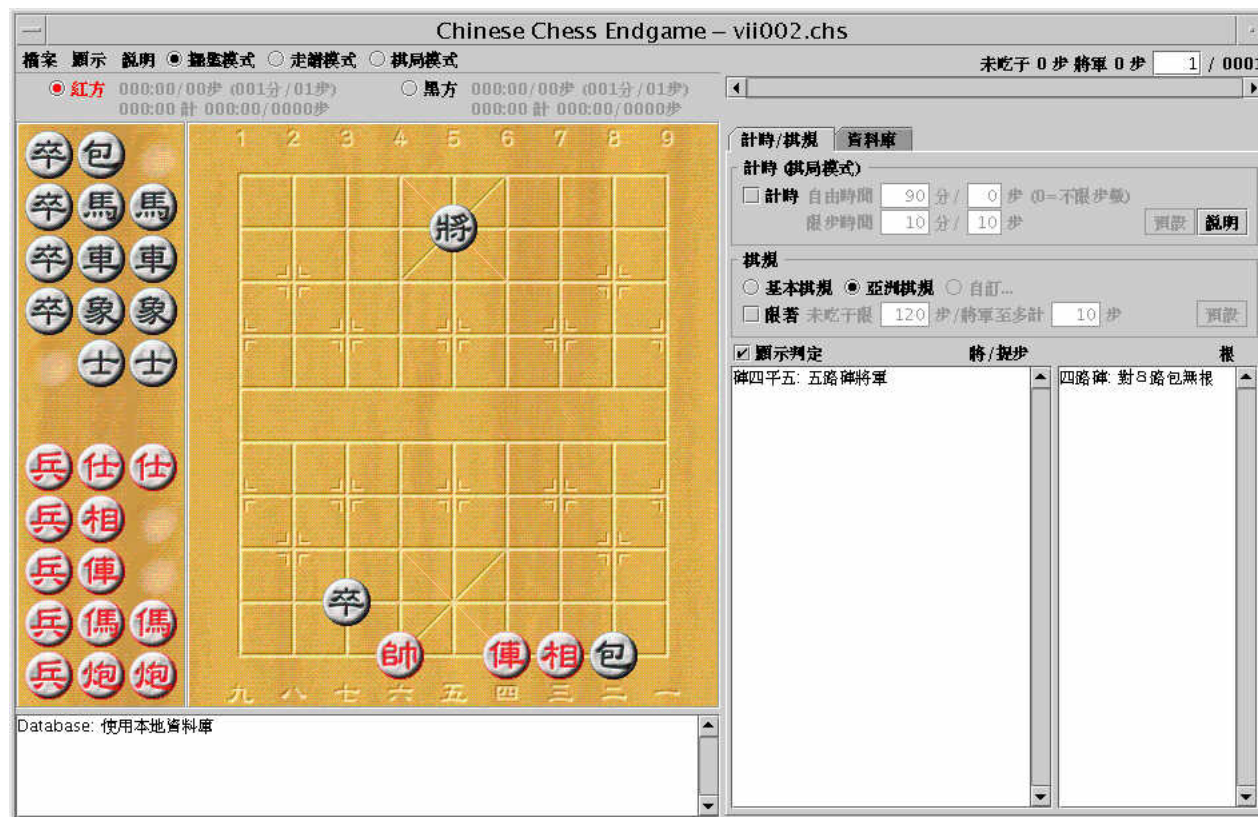 Chinese Chess Endgame – vii002.chs
檔案 顯示 説明 擺盤模式 走譜模式 棋局模式
未吃子 0 步 將軍 0 步 1 / 0001
紅方 000:00/00步 (001分/01步) 黑方 000:00/00步 (001分/01步)
000:00 計 000:00/0000步 000:00 計 000:00/0000步
計時/棋規 資料庫
計時 (棋局模式)
計時 自由時間 90 分/ 0 步 (0=不限步數)
限步時間 10 分/ 10 步 預設 説明
棋規
基本棋規 亞洲棋規 自訂...
限著 未吃子限 120 步/將軍至多計 10 步 預設
顯示判定 將/捉步 根
俥四平五: 五路俥將軍 四路俥: 對8路包無根
卒 包
卒 馬 馬
卒 車 車
卒 象 象
士 士
兵 仕 仕
兵 相
兵 俥
兵 傌 傌
兵 炮 炮
1 2 3 4 5 6 7 8 9
將
卒
帥 俥 相 包
九 八 七 六 五 四 三 二 一
Database: 使用本地資料庫